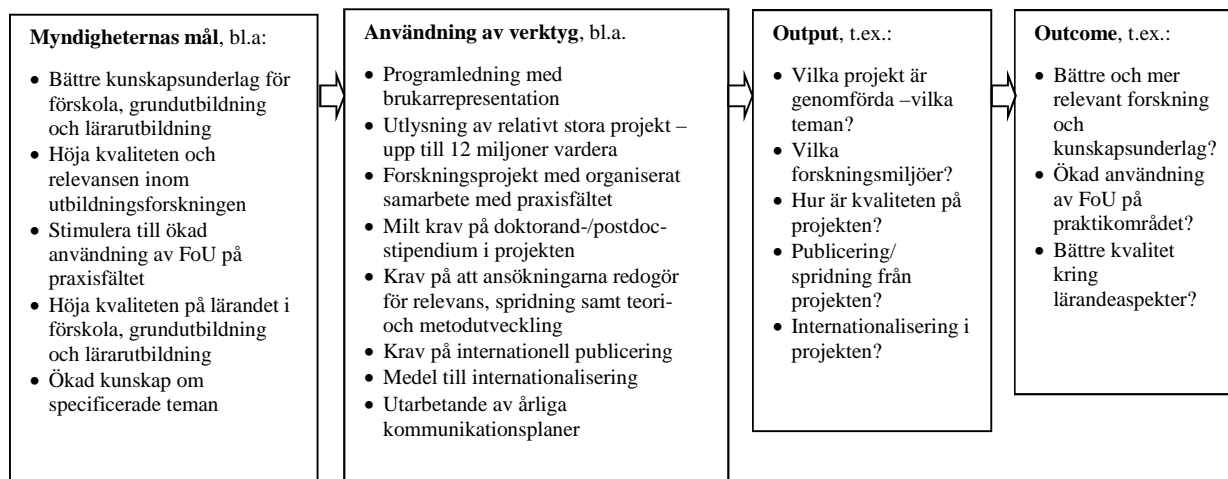 Myndigheternas mål, bl.a:
• Bättre kunskapsunderlag för
förskola, grundutbildning
och lärarutbildning
• Höja kvaliteten och
relevansen inom
utbildningsforskningen
• Stimulera till ökad
användning av FoU på
praxisfältet
• Höja kvaliteten på lärandet i
förskola, grundutbildning
och lärarutbildning
• Ökad kunskap om
specificerade teman
Användning av verktyg, bl.a.
• Programledning med
brukarrepresentation
• Utlysning av relativt stora projekt –
upp till 12 miljoner vardera
• Forskningsprojekt med organiserat
samarbete med praxisfältet
• Milt krav på doktorand-/postdoc-
stipendium i projekten
• Krav på att ansökningarna redogör
för relevans, spridning samt teori-
och metodutveckling
• Krav på internationell publicering
• Medel till internationalisering
• Utarbetande av årliga
kommunikationsplaner
Output, t.ex.:
• Vilka projekt är
genomförda –vilka
teman?
• Vilka
forskningsmiljöer?
• Hur är kvaliteten på
projekten?
• Publicering/
spridning från
projekten?
• Internationalisering i
projekten?
Outcome, t.ex.:
• Bättre och mer
relevant forskning
och
kunskapsunderlag?
• Ökad användning
av FoU på
praktikområdet?
• Bättre kvalitet
kring
lärandeaspekter?